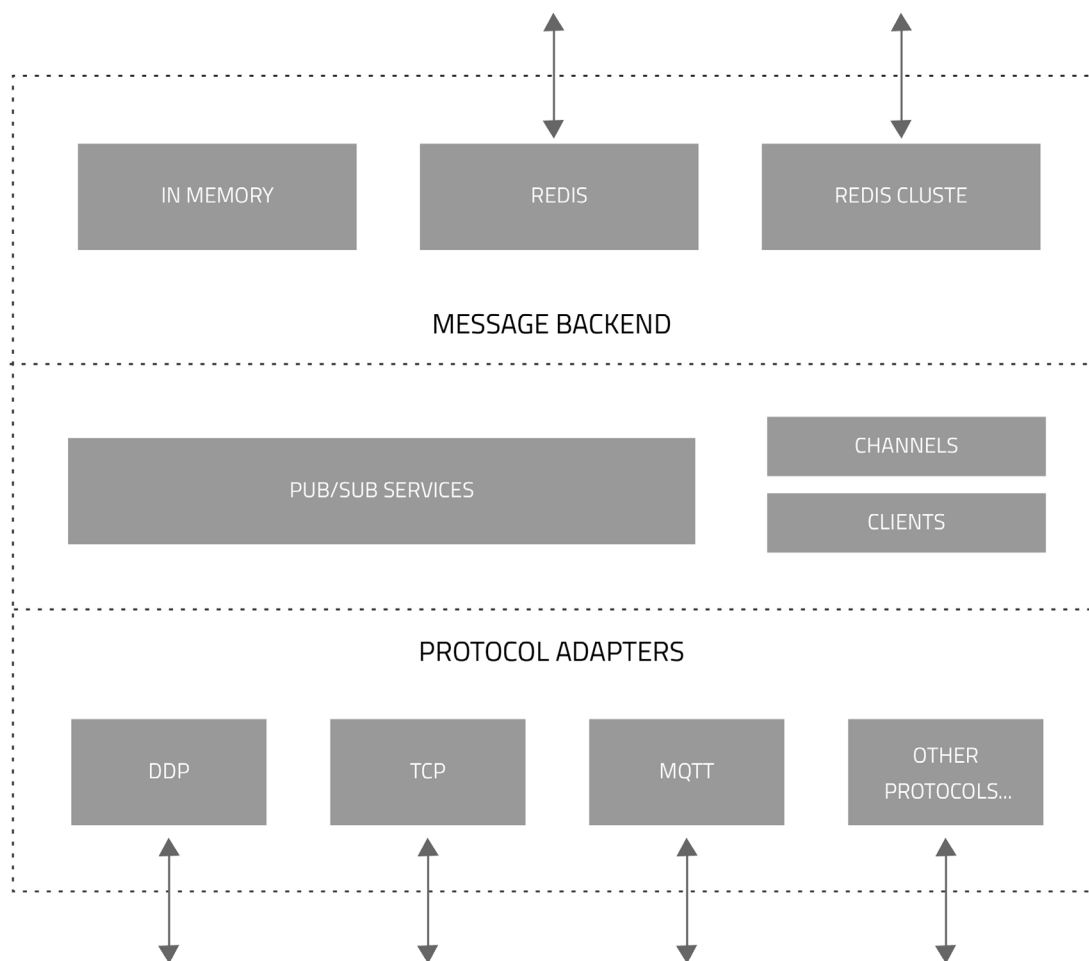 IN MEMORY
REDIS
REDIS CLUSTE
MESSAGE BACKEND
PUB/SUB SERVICES
CHANNELS
CLIENTS
PROTOCOL ADAPTERS
DDP
TCP
MQTT
OTHER
PROTOCOLS...